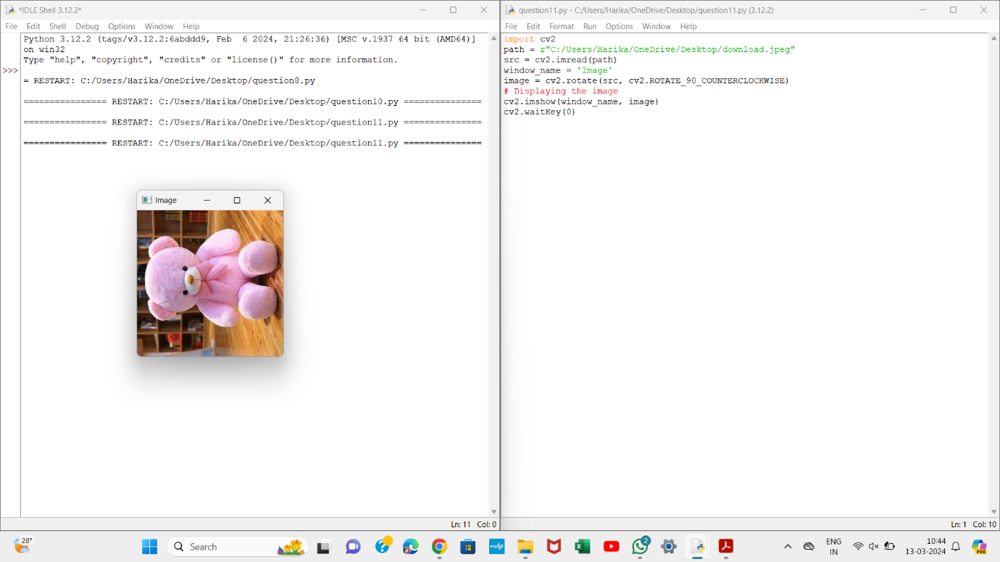 *IDLE Shell 3.12.2*
File Edit Shell Debug Options Window Help
Python 3.12.2 (tags/v3.12.2:6abddd9, Feb  6 2024, 21:26:36) [MSC v.1937 64 bit (AMD64)]
on win32
Type "help", "copyright", "credits" or "license()" for more information.
>>>
= RESTART: C:/Users/Harika/OneDrive/Desktop/question8.py
================ RESTART: C:/Users/Harika/OneDrive/Desktop/question10.py ===============
================ RESTART: C:/Users/Harika/OneDrive/Desktop/question11.py ===============
================ RESTART: C:/Users/Harika/OneDrive/Desktop/question11.py ===============
Image
Ln: 11 Col: 0
question11.py - C:/Users/Harika/OneDrive/Desktop/question11.py (3.12.2)
File Edit Format Run Options Window Help
import cv2
path = r"C:/Users/Harika/OneDrive/Desktop/download.jpeg"
src = cv2.imread(path)
window_name = 'Image'
image = cv2.rotate(src, cv2.ROTATE_90_COUNTERCLOCKWISE)
# Displaying the image
cv2.imshow(window_name, image)
cv2.waitKey(0)
Ln: 1 Col: 10
28°
Search
myhp
2
ENG
IN
10:44
13-03-2024
PRE